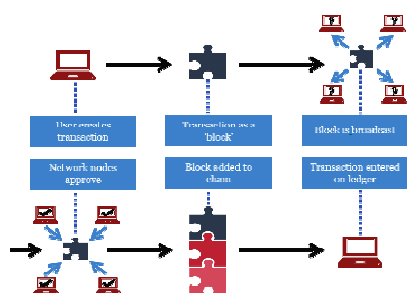 User creates
transaction
Transaction as a
'block'
Block is broadcast
Network nodes
approve
Block added to
chain
Transaction entered
on ledger